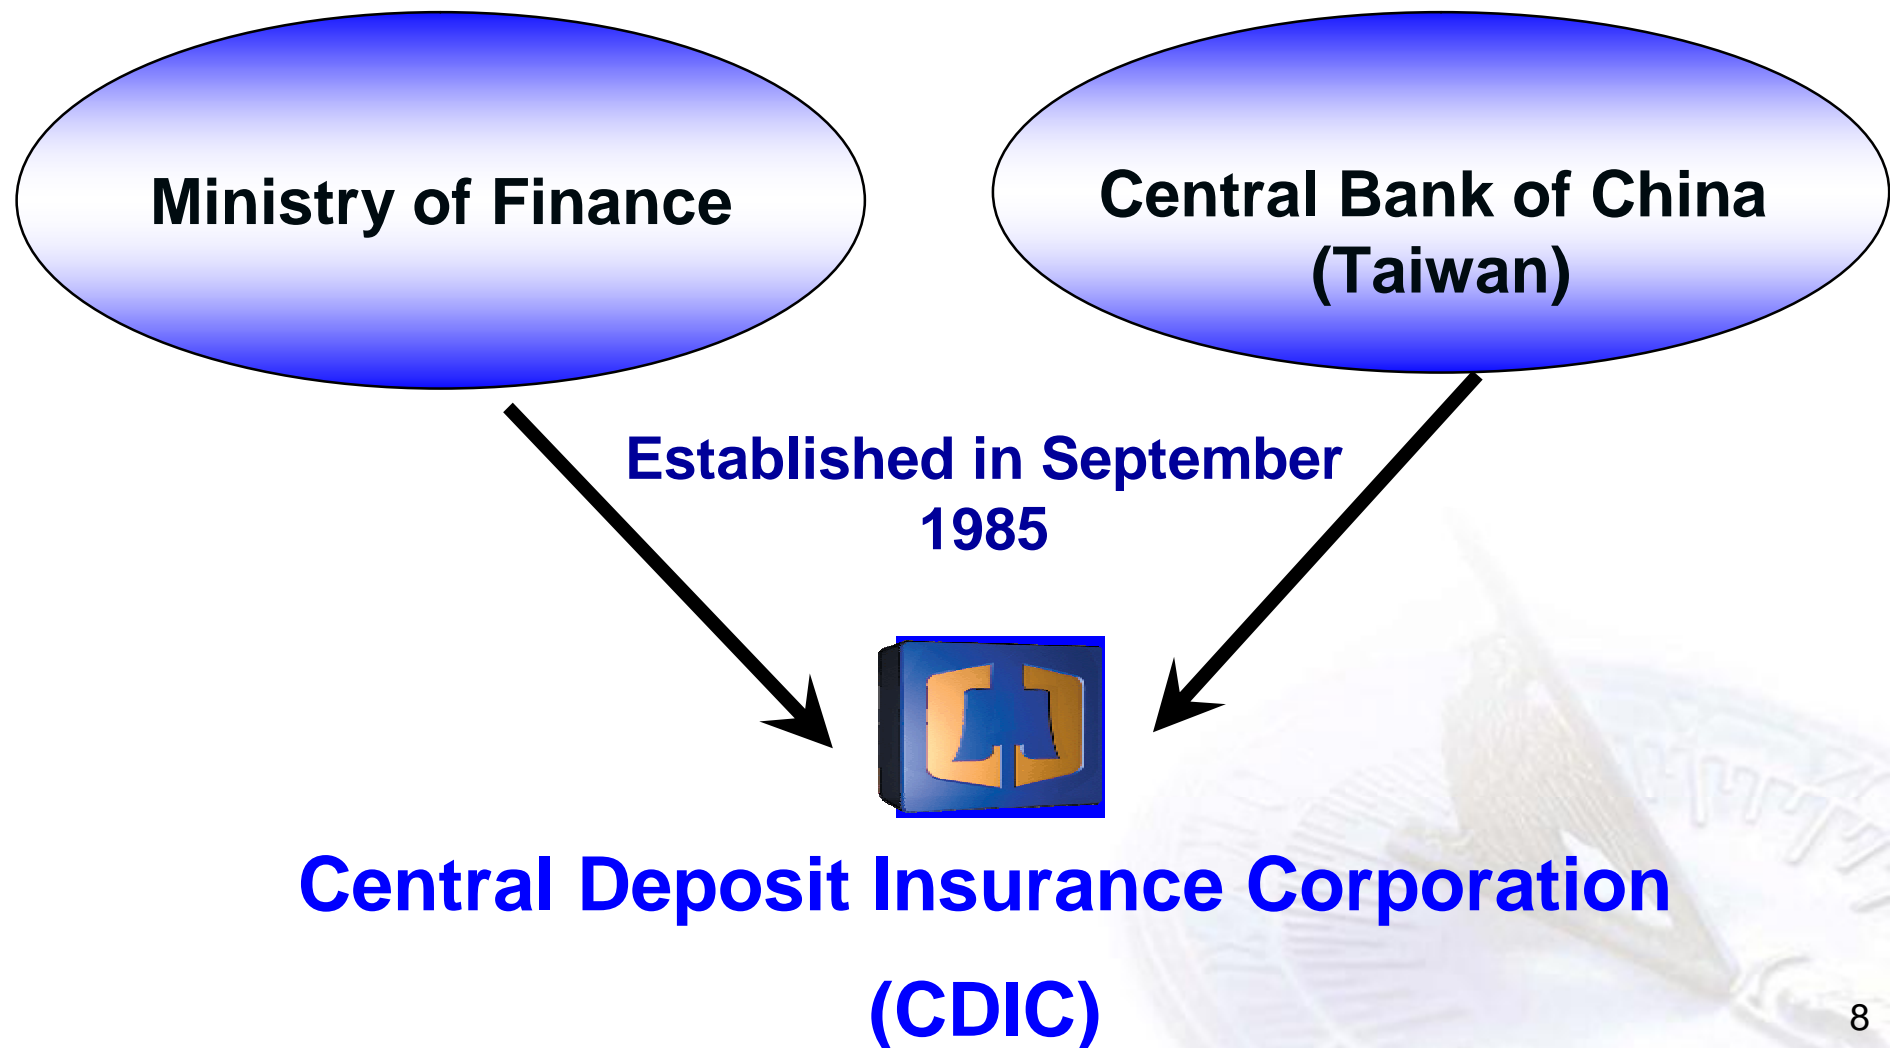 Ministry of Finance
Central Bank of China
(Taiwan)
Established in September
1985
Central Deposit Insurance Corporation
(CDIC)
8